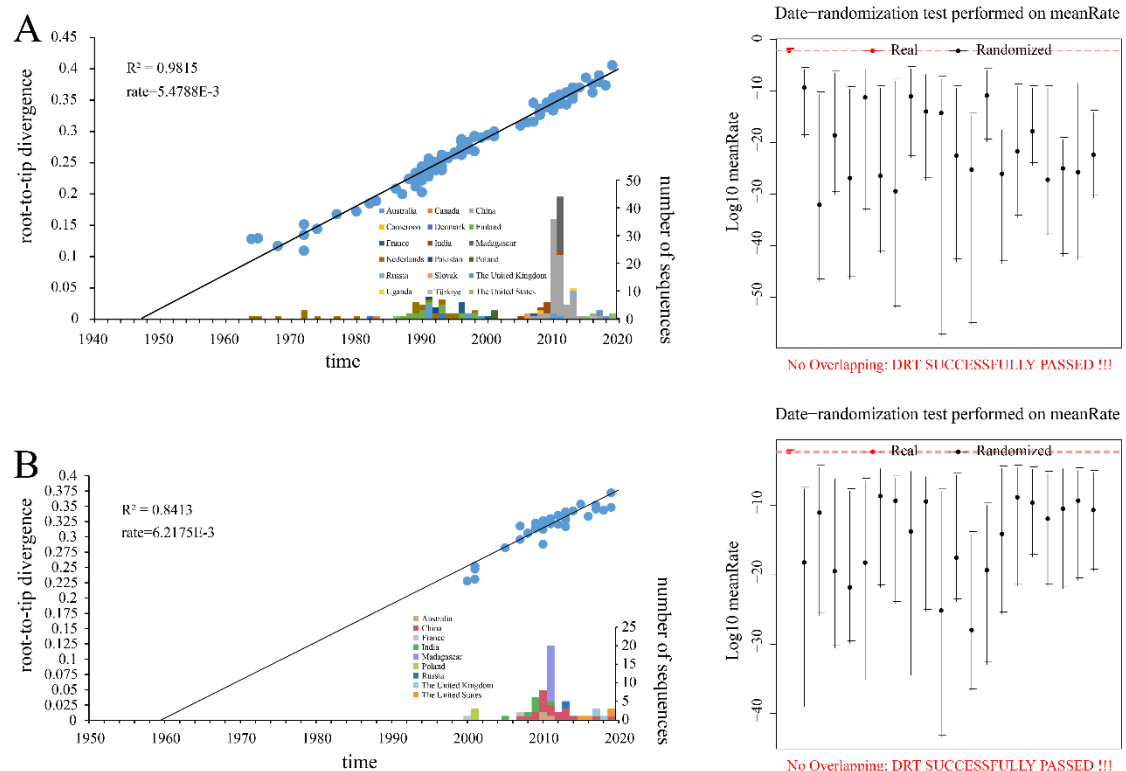 A
root-to-tip divergence
0.45
0.4
0.35
0.3
0.25
0.2
0.15
0.1
0.05
0
R² = 0.9815
rate=5.4788E-3
Australia Canada China
Cameroon Denmark Finland
France India Madagascar
Nederlands Pakistan Poland
Russia Slovak The United Kingdom
Uganda Türkiye The United States
50
40
30
20
10
0
number of sequences
1940 1950 1960 1970 1980 1990 2000 2010 2020
time
Date-randomization test performed on meanRate
Real Randomized
Log10 meanRate
0
-10
-20
-30
-40
-50
No Overlapping: DRT SUCCESSFULLY PASSED !!!
B
root-to-tip divergence
0.4
0.375
0.35
0.325
0.3
0.275
0.25
0.225
0.2
0.175
0.15
0.125
0.1
0.075
0.05
0.025
0
R² = 0.8413
rate=6.2175E-3
Australia
China
France
India
Madagascar
Poland
Russia
The United Kingdom
The United States
25
20
15
10
5
0
number of sequences
1950 1960 1970 1980 1990 2000 2010 2020
time
Date-randomization test performed on meanRate
Real Randomized
Log10 meanRate
-10
-20
-30
-40
No Overlapping: DRT SUCCESSFULLY PASSED !!!